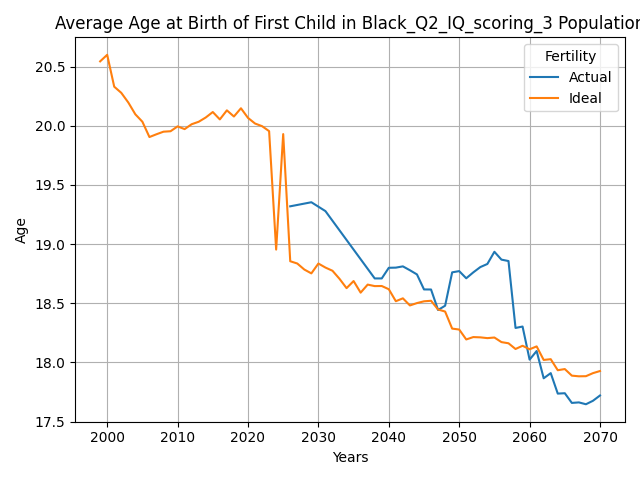 Average Age at Birth of First Child in Black_Q2_IQ_scoring_3 Population
Fertility
Actual
Ideal
Age
20.5
20.0
19.5
19.0
18.5
18.0
17.5
2000 2010 2020 2030 2040 2050 2060 2070
Years